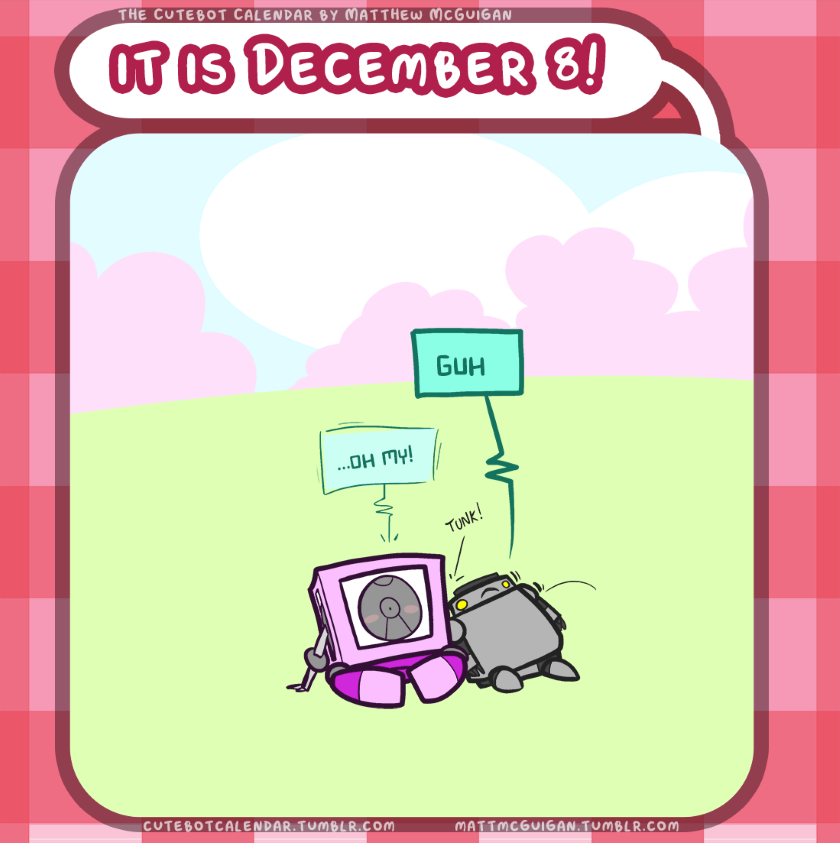 THE CUTEBOT CALENDAR BY MATTHEW MCGUIGAN
IT IS DECEMBER 8!
GUH
...OH MY!
TUNK!
CUTEBOTCALENDAR.TUMBLR.COM
MATTMCGUIGAN.TUMBLR.COM